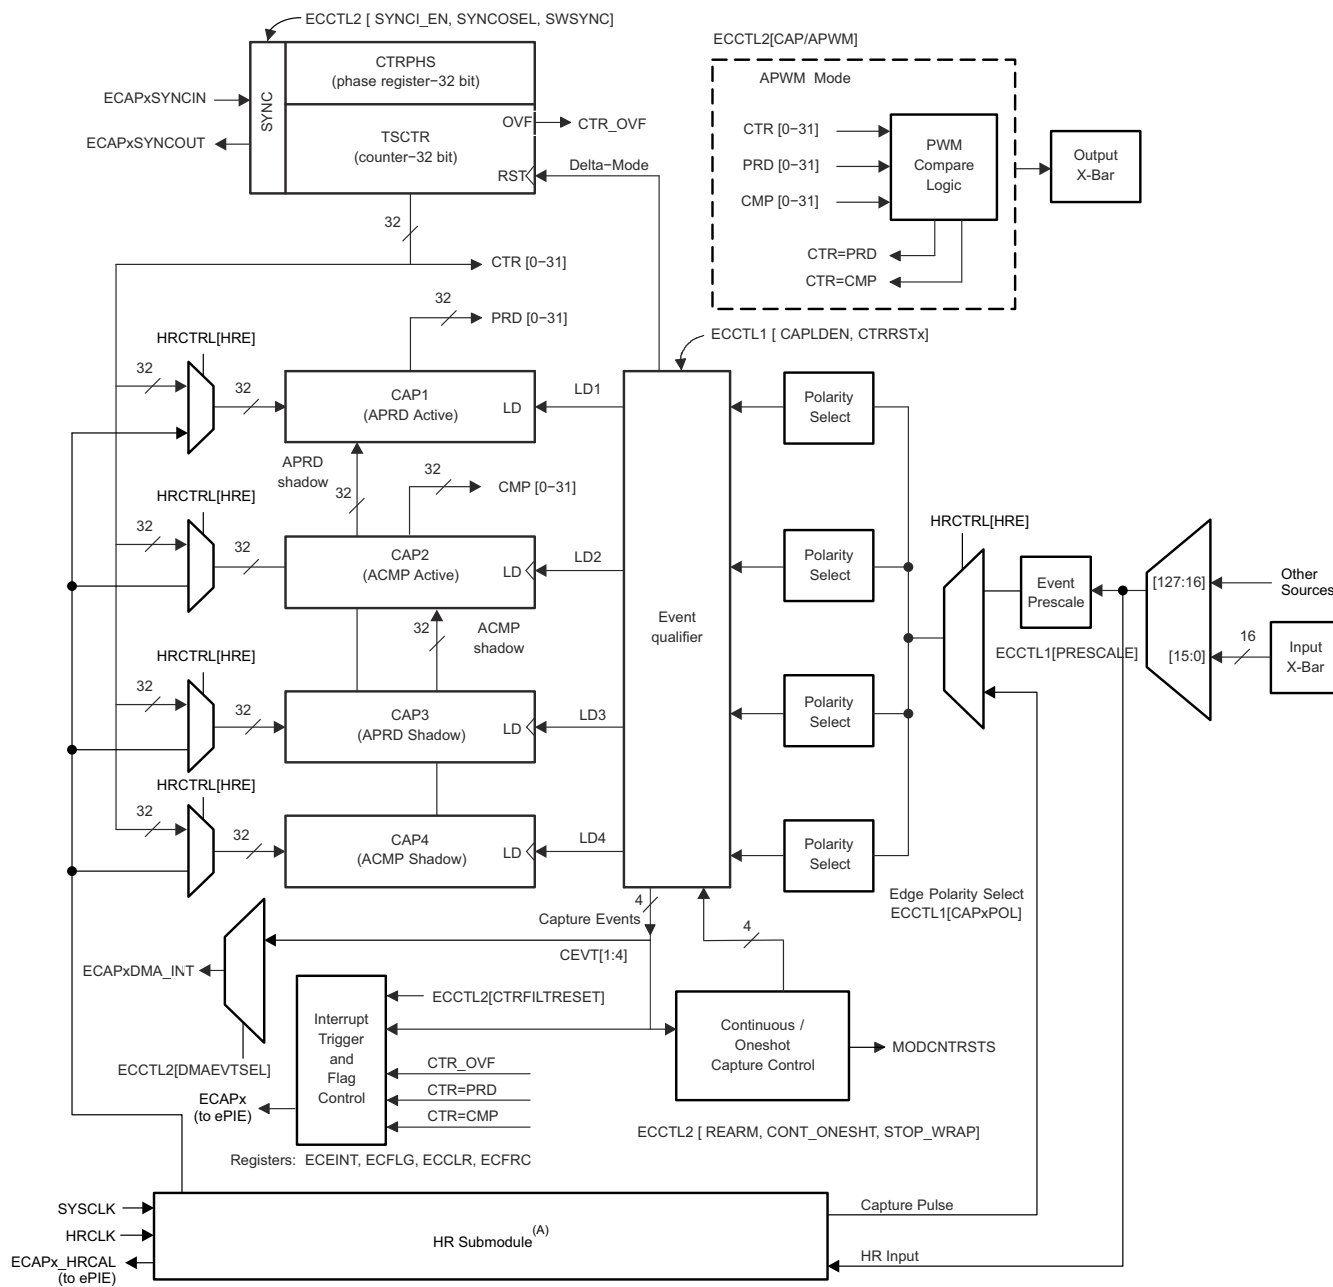 ECCTL2 [ SYNCI_EN, SYNCOSEL, SWSYNC]
ECCTL2[CAP/APWM]
SYNC
CTRPHS
(phase register−32 bit)
APWM Mode
ECAPxSYNCIN
ECAPxSYNCOUT
TSCTR
(counter−32 bit)
OVF
CTR_OVF
RST
Delta−Mode
CTR [0−31]
PRD [0−31]
CMP [0−31]
PWM
Compare
Logic
Output
X-Bar
CTR=PRD
CTR=CMP
32
CTR [0−31]
32
PRD [0−31]
ECCTL1 [ CAPLDEN, CTRRSTx]
HRCTRL[HRE]
32
32
CAP1
(APRD Active)
LD
LD1
Polarity
Select
APRD
shadow
32
32
CMP [0−31]
HRCTRL[HRE]
32
32
CAP2
(ACMP Active)
LD
LD2
Polarity
Select
HRCTRL[HRE]
Event
Prescale
[127:16]
Other
Sources
32
ACMP
shadow
Event
qualifier
ECCTL1[PRESCALE]
[15:0]
16
Input
X-Bar
HRCTRL[HRE]
32
32
CAP3
(APRD Shadow)
LD
LD3
Polarity
Select
HRCTRL[HRE]
32
32
CAP4
(ACMP Shadow)
LD
LD4
Polarity
Select
Edge Polarity Select
ECCTL1[CAPxPOL]
4
Capture Events
4
CEVT[1:4]
ECAPxDMA_INT
ECCTL2[DMAEVTSEL]
ECCTL2[CTRFILTRESET]
Interrupt
Trigger
and
Flag
Control
CTR_OVF
CTR=PRD
CTR=CMP
Continuous /
Oneshot
Capture Control
MODCNTRSTS
ECAPx
(to ePIE)
ECCTL2 [ REARM, CONT_ONESHT, STOP_WRAP]
Registers: ECEINT, ECFLG, ECCLR, ECFRC
SYSCLK
HRCLK
ECAPx_HRCAL
(to ePIE)
HR Submodule(A)
Capture Pulse
HR Input